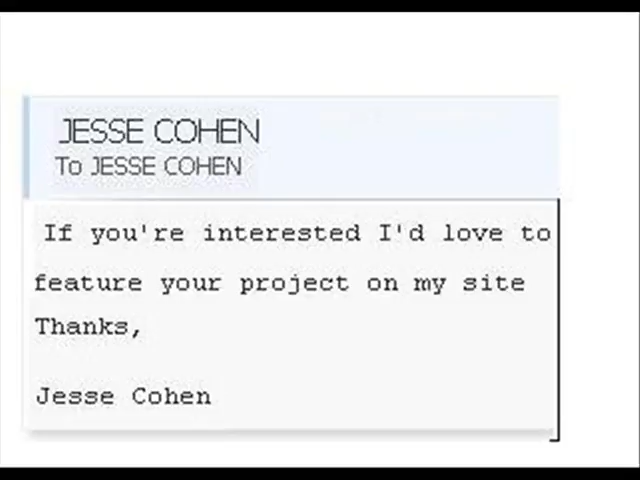 JESSE COHEN
To JESSE COHEN
If you're interested I'd love to
feature your project on my site
Thanks,
Jesse Cohen